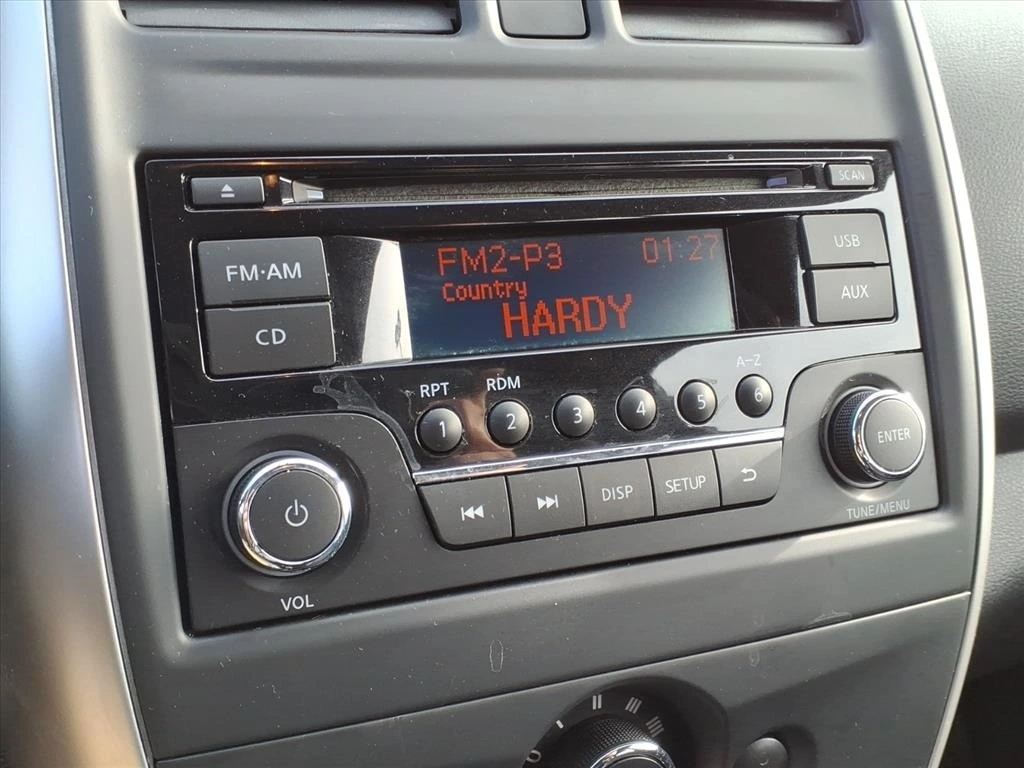 SCAN
FM·AM
CD
FM2-P3 01:27
Country
HARDY
USB
AUX
RPT RDM A-Z
1 2 3 4 5 6
DISP SETUP
ENTER
TUNE/MENU
VOL
0